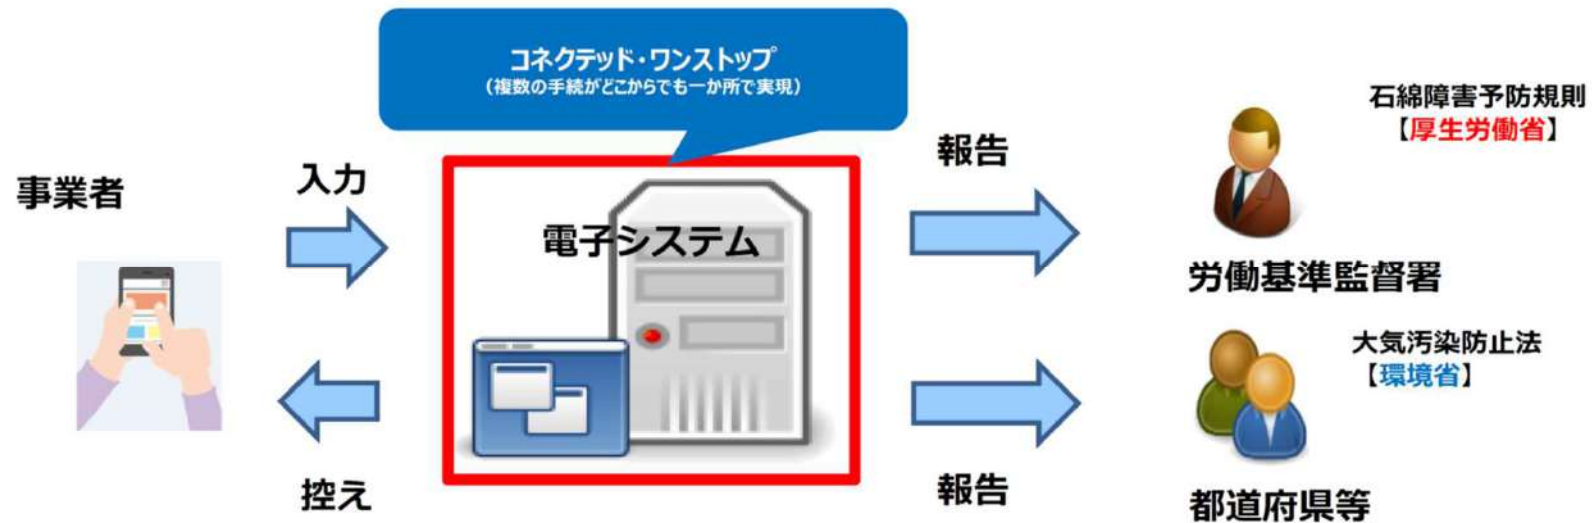 コネクテッド・ワンストップ
（複数の手続がどこからでも一か所で実現）
事業者
入力
電子システム
控え
報告
石綿障害予防規則
【厚生労働省】
労働基準監督署
大気汚染防止法
【環境省】
報告
都道府県等